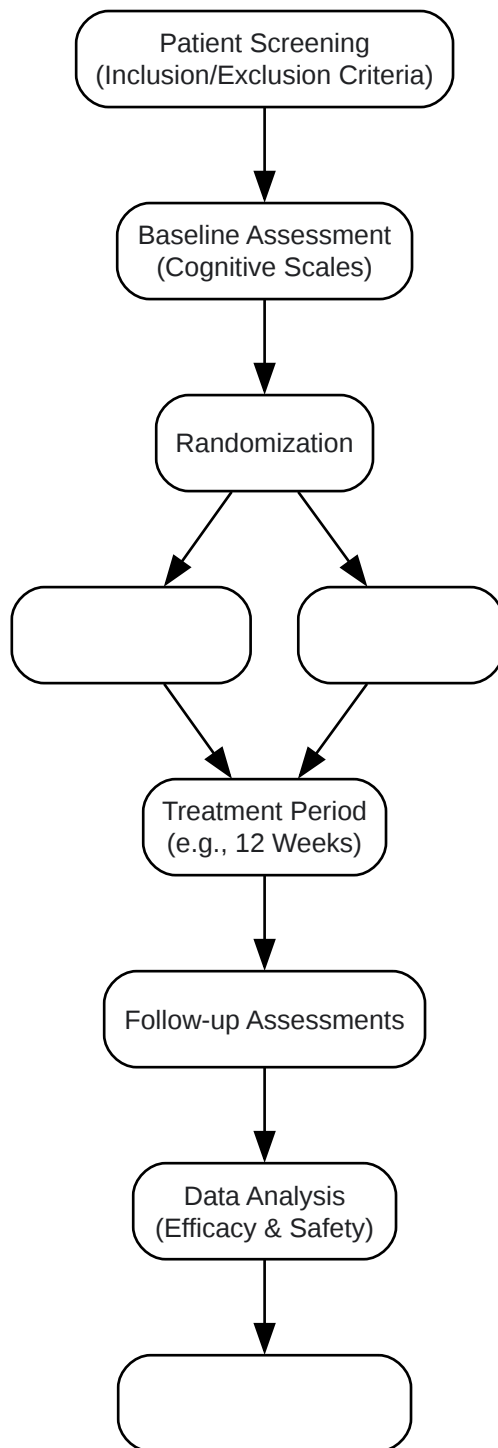 Patient Screening
(Inclusion/Exclusion Criteria)
Baseline Assessment
(Cognitive Scales)
Randomization
Treatment Period
(e.g., 12 Weeks)
Follow-up Assessments
Data Analysis
(Efficacy & Safety)